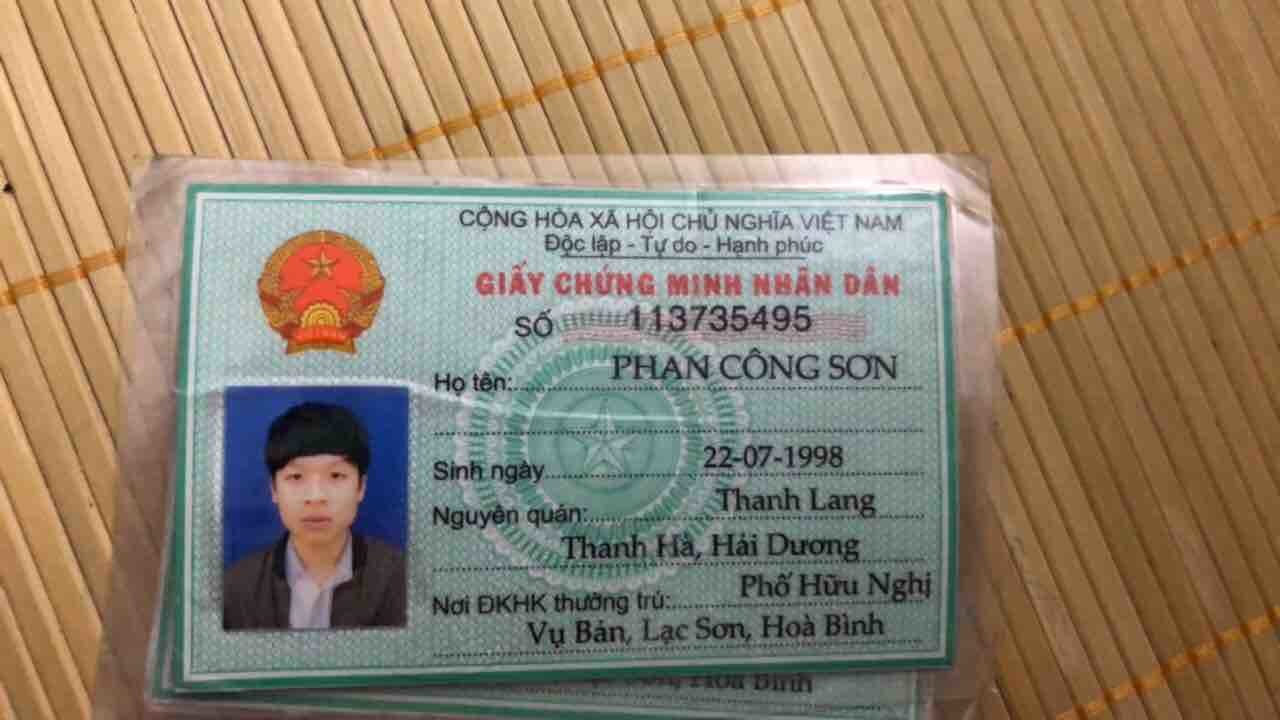 CỘNG HÒA XÃ HỘI CHỦ NGHĨA VIỆT NAM
Độc lập - Tự do - Hạnh phúc
GIẤY CHỨNG MINH NHÂN DÂN
SỐ 113735495
Họ tên: PHAN CÔNG SƠN
Sinh ngày 22-07-1998
Nguyên quán: Thanh Lang
Thanh Hà, Hải Dương
Nơi ĐKHK thường trú: Phố Hữu Nghị
Vụ Bản, Lạc Sơn, Hoà Bình
Hoà Bình